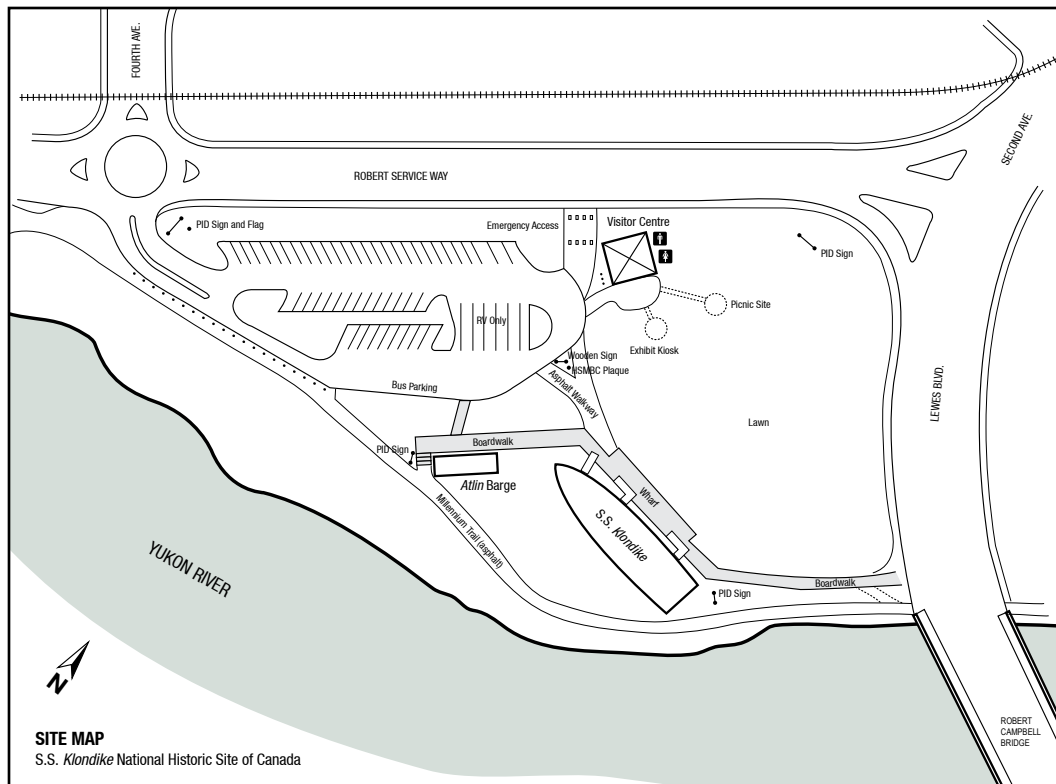 FOURTH AVE.
SECOND AVE.
ROBERT SERVICE WAY
PID Sign and Flag
Emergency Access
Visitor Centre
PID Sign
Picnic Site
RV Only
Exhibit Kiosk
Wooden Sign
HSMBC Plaque
Asphalt Walkway
Bus Parking
LEWES BLVD.
Lawn
Boardwalk
PID Sign
Atlin Barge
Wharf
S.S. Klondike
Millennium Trail (asphalt)
YUKON RIVER
Boardwalk
PID Sign
N
ROBERT
CAMPBELL
BRIDGE
SITE MAP
S.S. Klondike National Historic Site of Canada